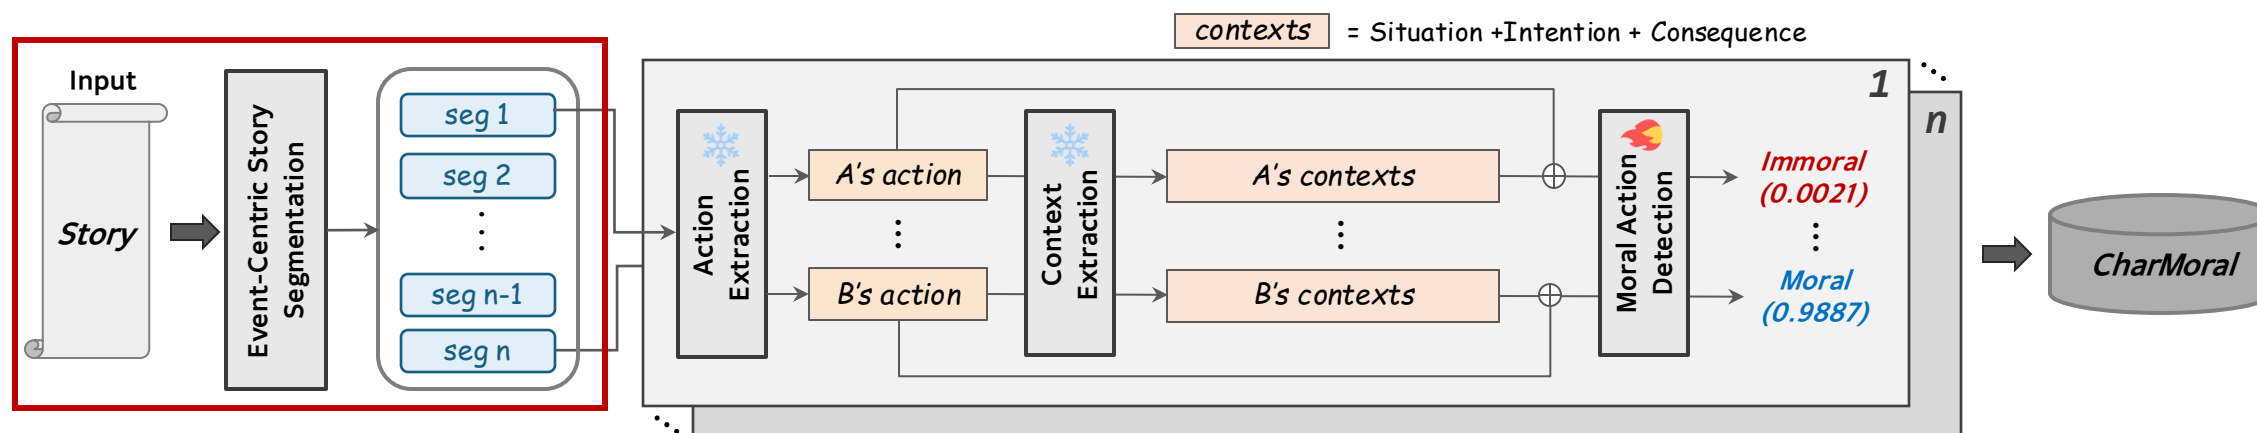 contexts = Situation +Intention + Consequence
Input
Story
Event-Centric Story
Segmentation
seg 1
seg 2
seg n-1
seg n
1
n
Action
Extraction
A's action
B's action
Context
Extraction
A's contexts
B's contexts
Moral Action
Detection
Immoral
(0.0021)
Moral
(0.9887)
CharMoral